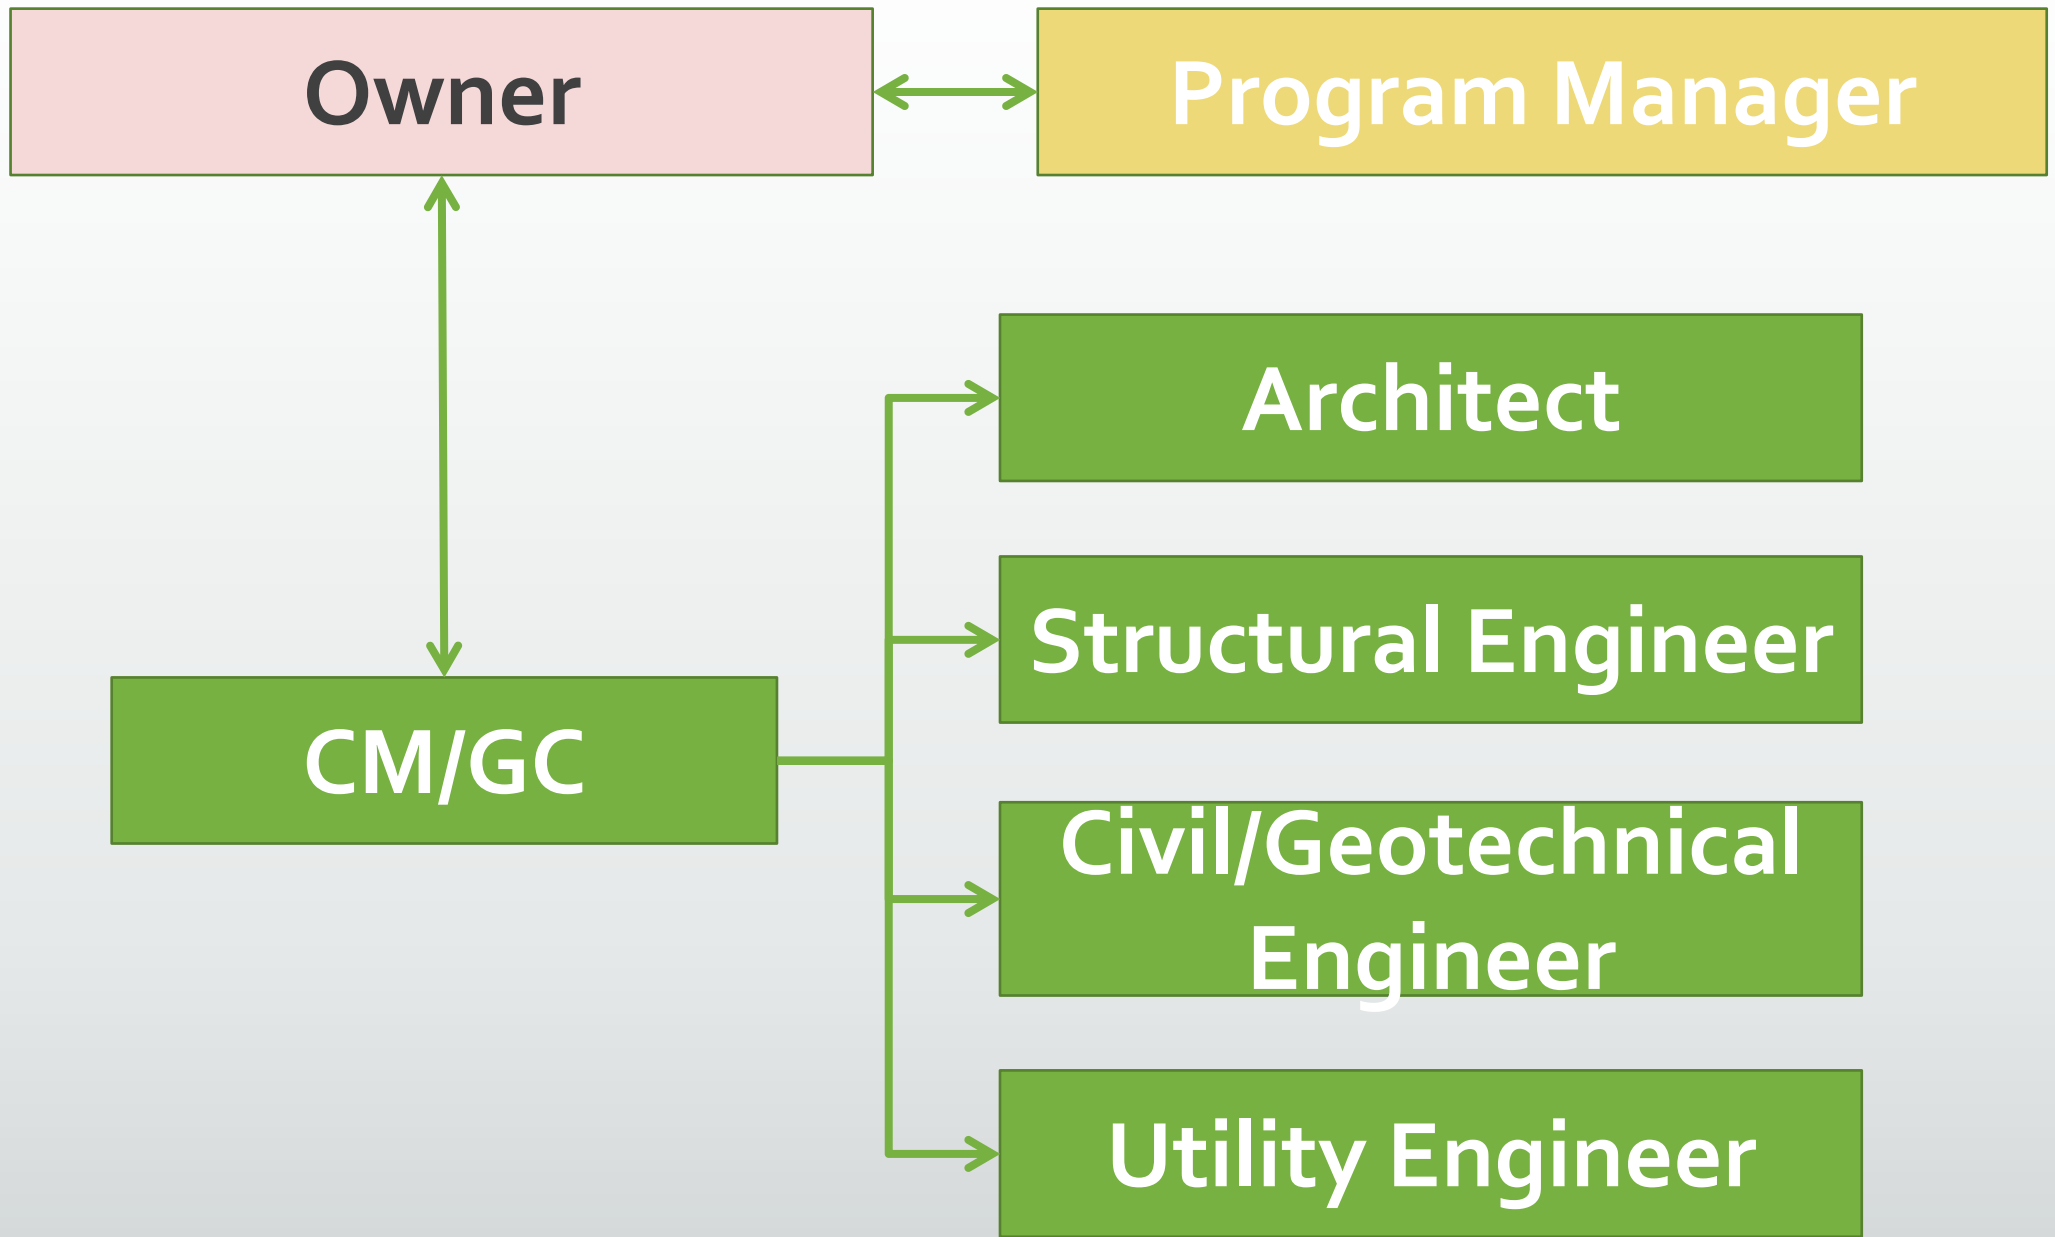 Owner
Program Manager
Architect
Structural Engineer
CM/GC
Civil/Geotechnical
Engineer
Utility Engineer